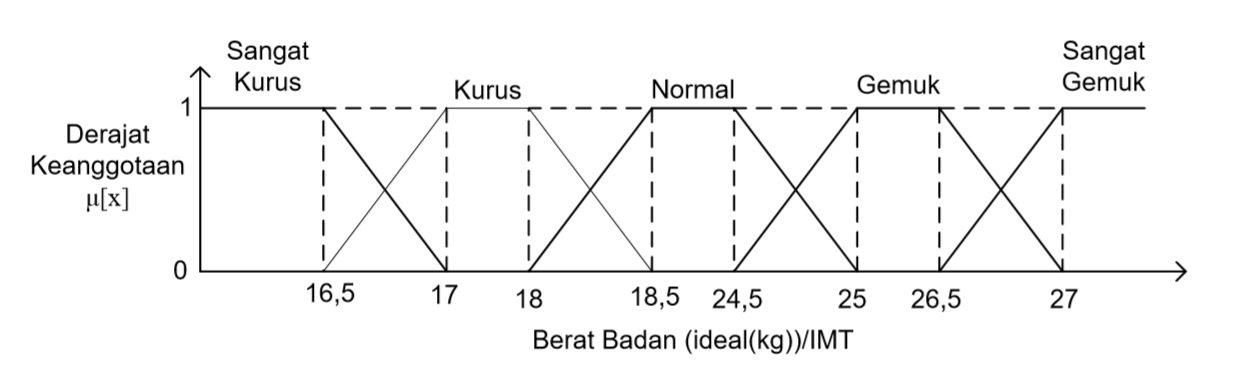 Sangat
Kurus
Kurus
Normal
Gemuk
Sangat
Gemuk
1
Derajat
Keanggotaan
μ[x]
0
16,5
17
18
18,5
24,5
25
26,5
27
Berat Badan (ideal(kg))/IMT